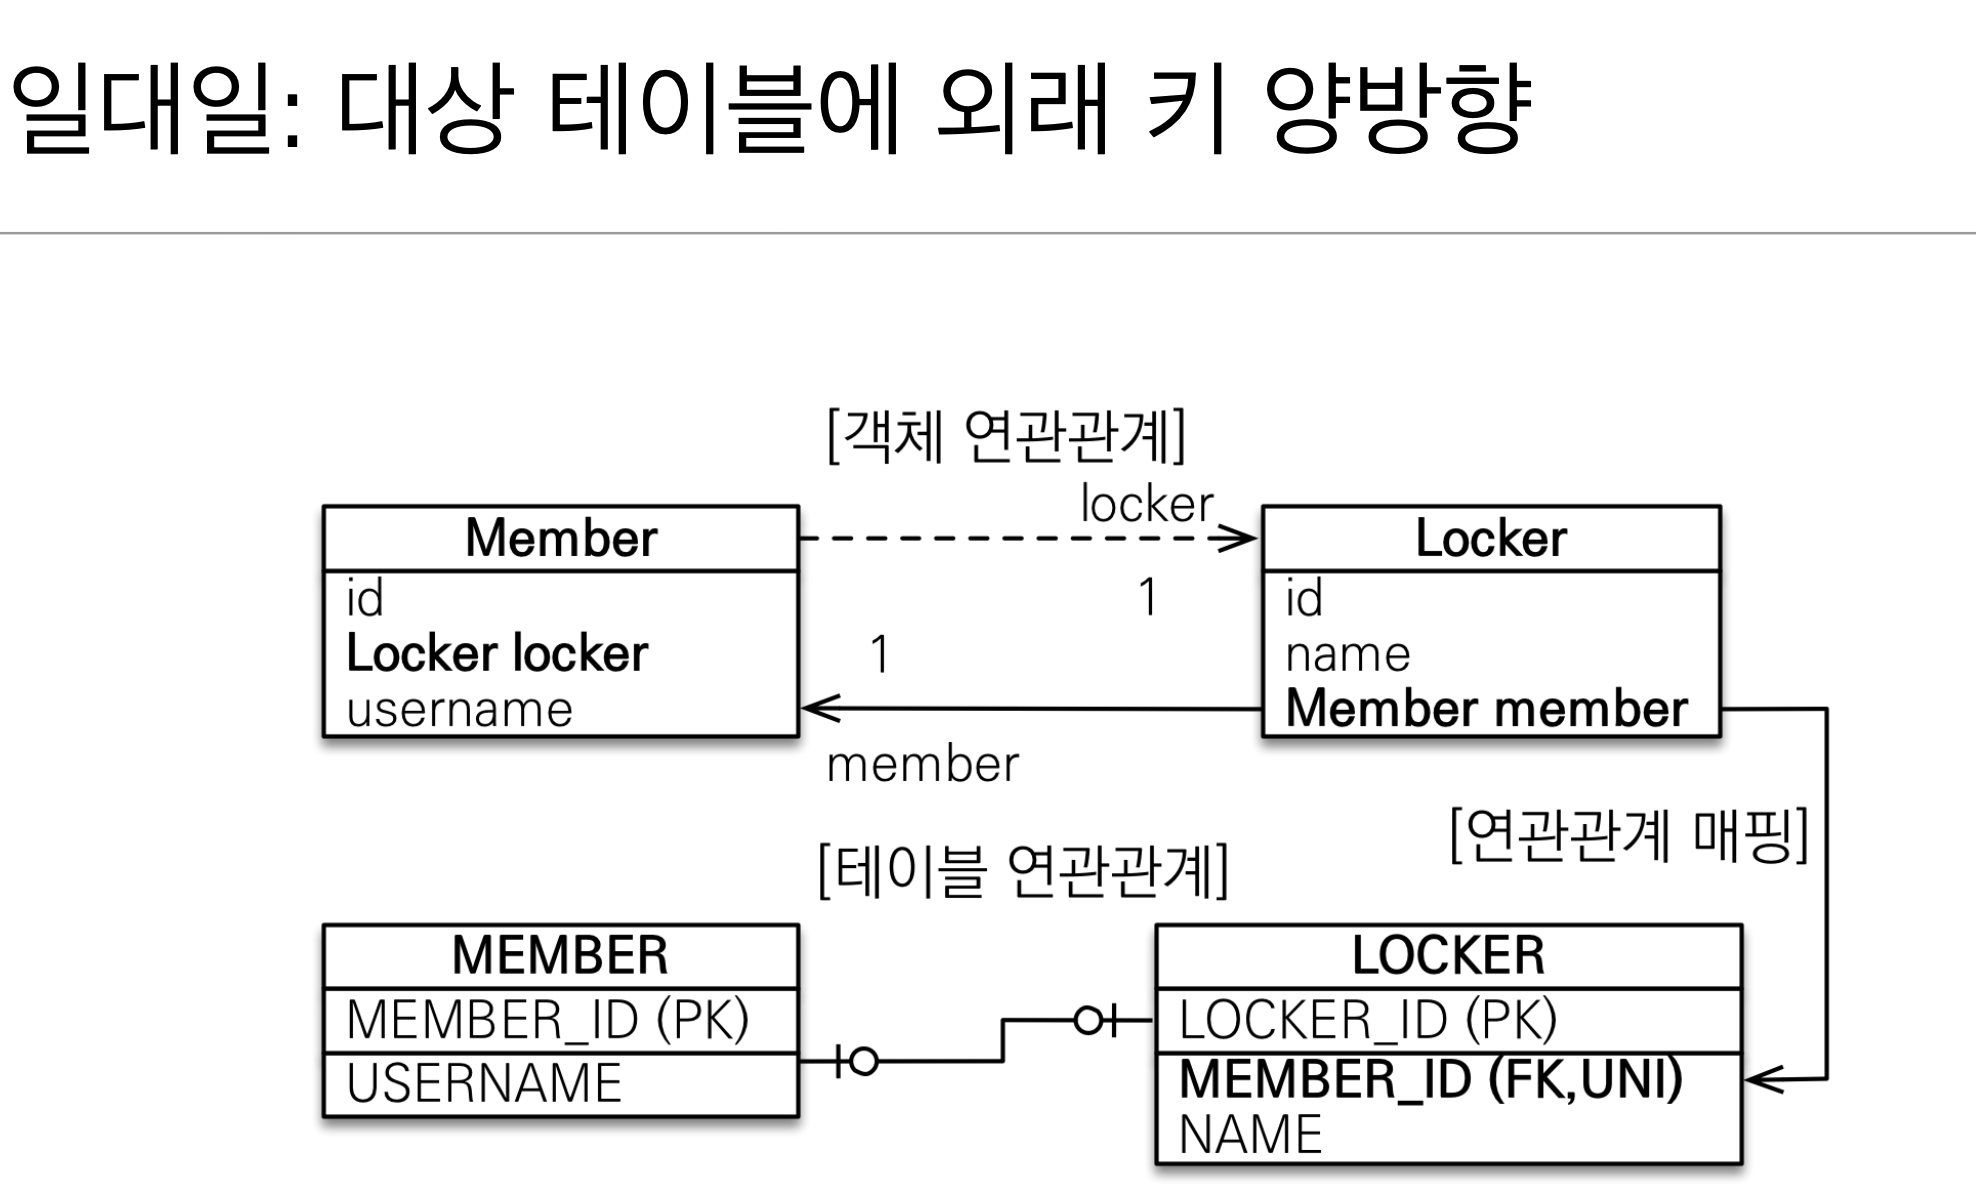 일대일: 대상 테이블에 외래 키 양방향
[객체 연관관계]
locker
Member
id
Locker locker
username
1
1
Locker
id
name
Member member
member
[연관관계 매핑]
[테이블 연관관계]
MEMBER
MEMBER_ID (PK)
USERNAME
LOCKER
LOCKER_ID (PK)
MEMBER_ID (FK,UNI)
NAME